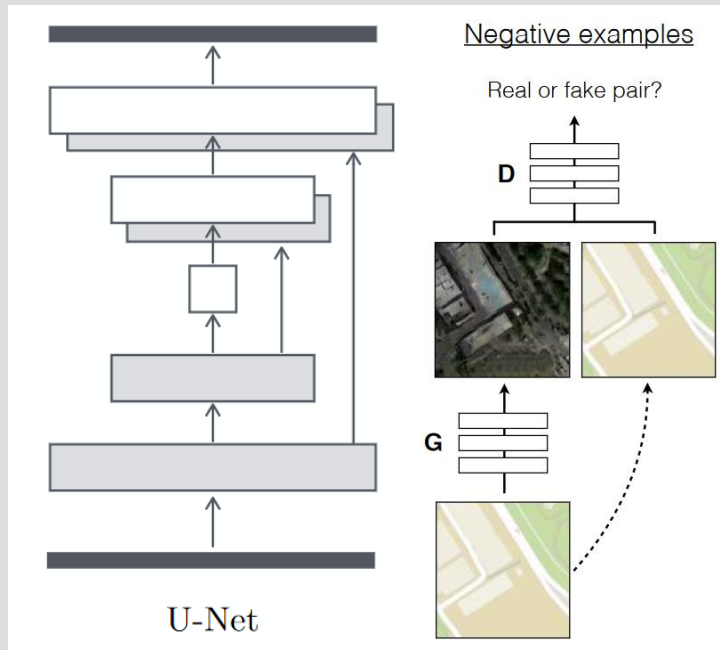 Negative examples
Real or fake pair?
D
G
U-Net